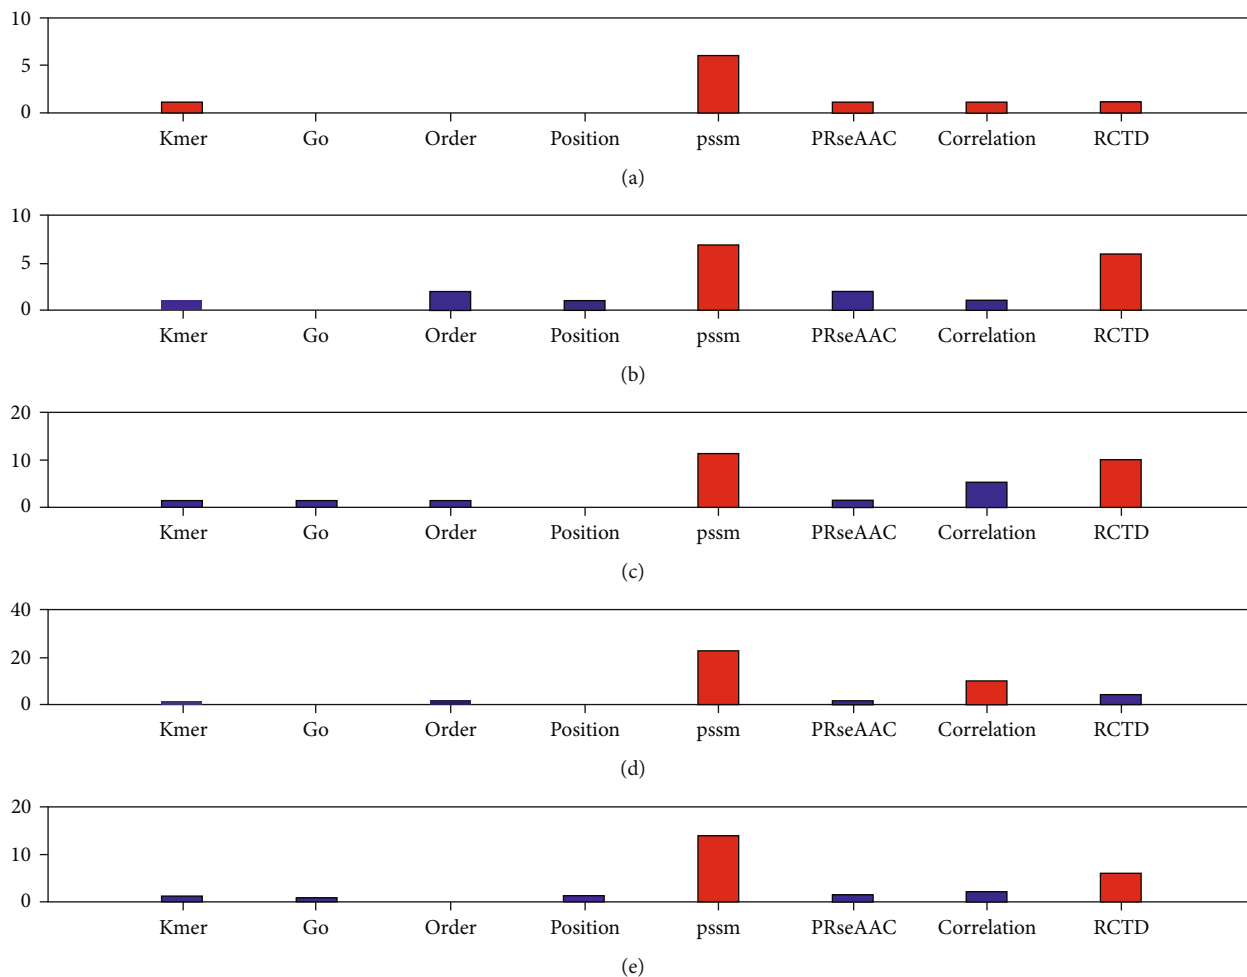 10
5
0
Kmer Go Order Position pssm PRseAAC Correlation RCTD
(a)
10
5
0
Kmer Go Order Position pssm PRseAAC Correlation RCTD
(b)
20
10
0
Kmer Go Order Position pssm PRseAAC Correlation RCTD
(c)
40
20
0
Kmer Go Order Position pssm PRseAAC Correlation RCTD
(d)
20
10
0
Kmer Go Order Position pssm PRseAAC Correlation RCTD
(e)